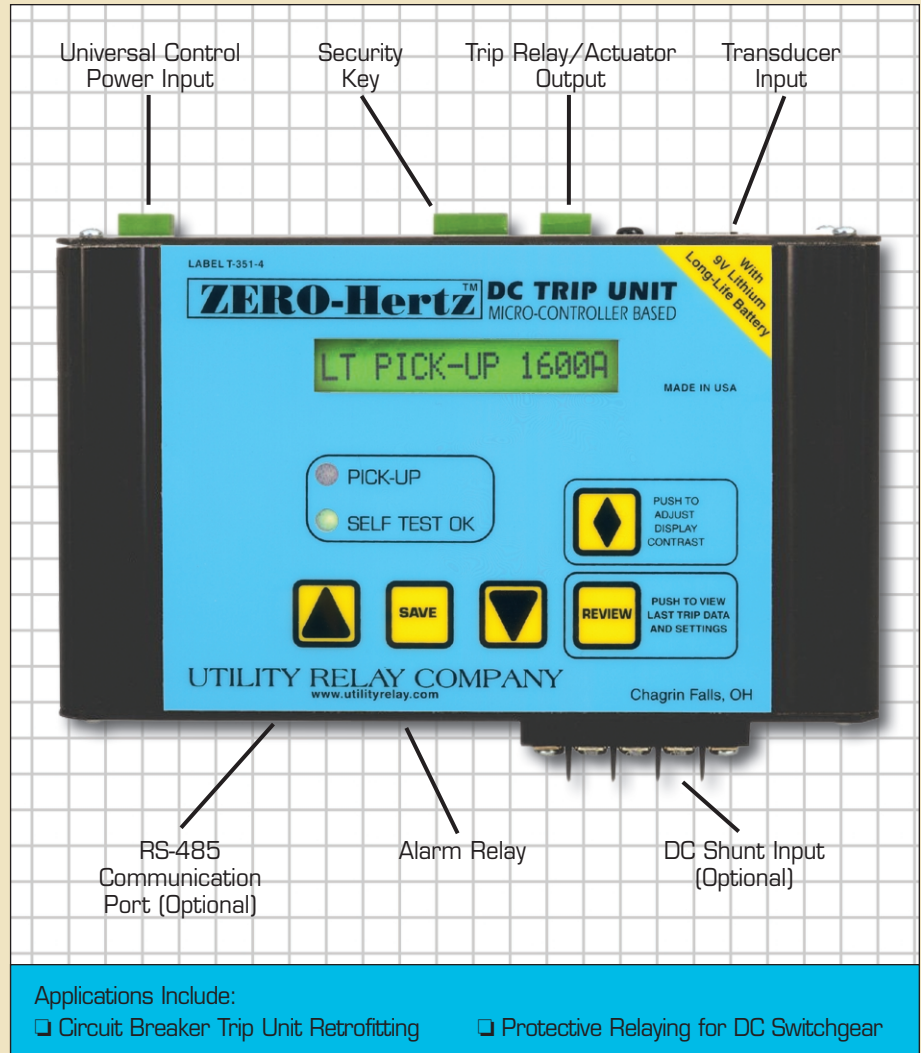 Universal Control
Power Input
Security
Key
Trip Relay/Actuator
Output
Transducer
Input
LABEL T-351-4
ZERO-Hertz™ DC TRIP UNIT
MICRO-CONTROLLER BASED
With
9V Lithium
Long-Life Battery
LT PICK-UP 1600A
MADE IN USA
PICK-UP
SELF TEST OK
PUSH TO
ADJUST
DISPLAY
CONTRAST
SAVE
REVIEW
PUSH TO VIEW
LAST TRIP DATA
AND SETTINGS
UTILITY RELAY COMPANY
www.utilityrelay.com
Chagrin Falls, OH
RS-485
Communication
Port (Optional)
Alarm Relay
DC Shunt Input
(Optional)
Applications Include:
❏ Circuit Breaker Trip Unit Retrofitting
❏ Protective Relaying for DC Switchgear